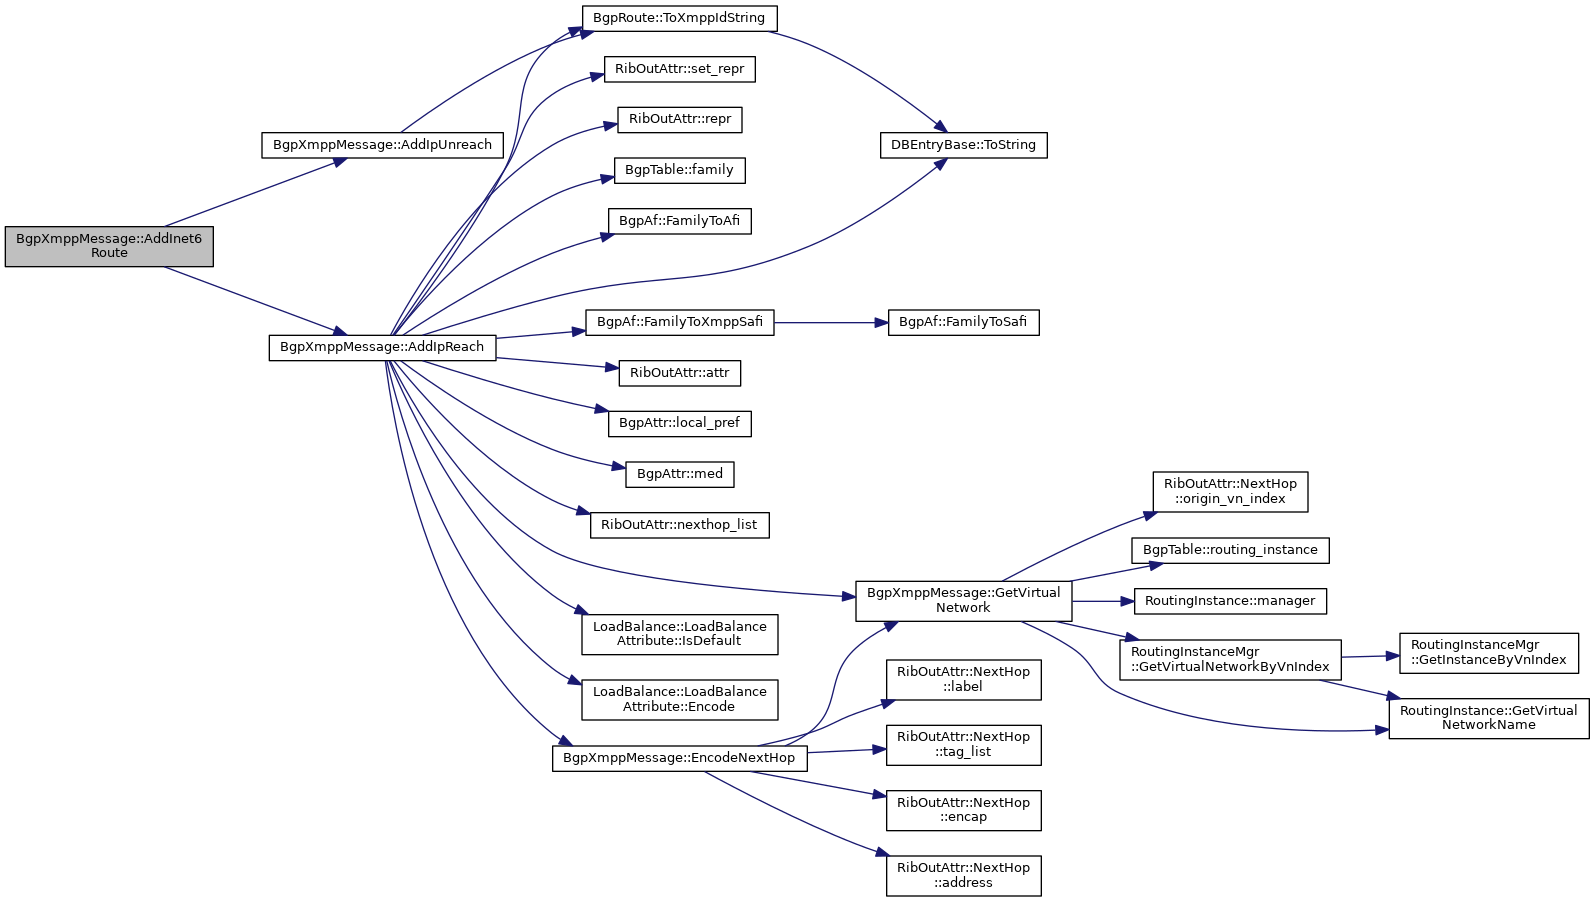 BgpRoute::ToXmppIdString
RibOutAttr::set_repr
RibOutAttr::repr
BgpXmppMessage::AddIpUnreach
DBEntryBase::ToString
BgpTable::family
BgpAf::FamilyToAfi
BgpXmppMessage::AddInet6
Route
BgpAf::FamilyToXmppSafi
BgpAf::FamilyToSafi
BgpXmppMessage::AddIpReach
RibOutAttr::attr
BgpAttr::local_pref
BgpAttr::med
RibOutAttr::NextHop
::origin_vn_index
RibOutAttr::nexthop_list
BgpTable::routing_instance
BgpXmppMessage::GetVirtual
Network
RoutingInstance::manager
LoadBalance::LoadBalance
Attribute::IsDefault
RoutingInstanceMgr
::GetVirtualNetworkByVnIndex
RoutingInstanceMgr
::GetInstanceByVnIndex
RibOutAttr::NextHop
::label
LoadBalance::LoadBalance
Attribute::Encode
RoutingInstance::GetVirtual
NetworkName
RibOutAttr::NextHop
::tag_list
BgpXmppMessage::EncodeNextHop
RibOutAttr::NextHop
::encap
RibOutAttr::NextHop
::address